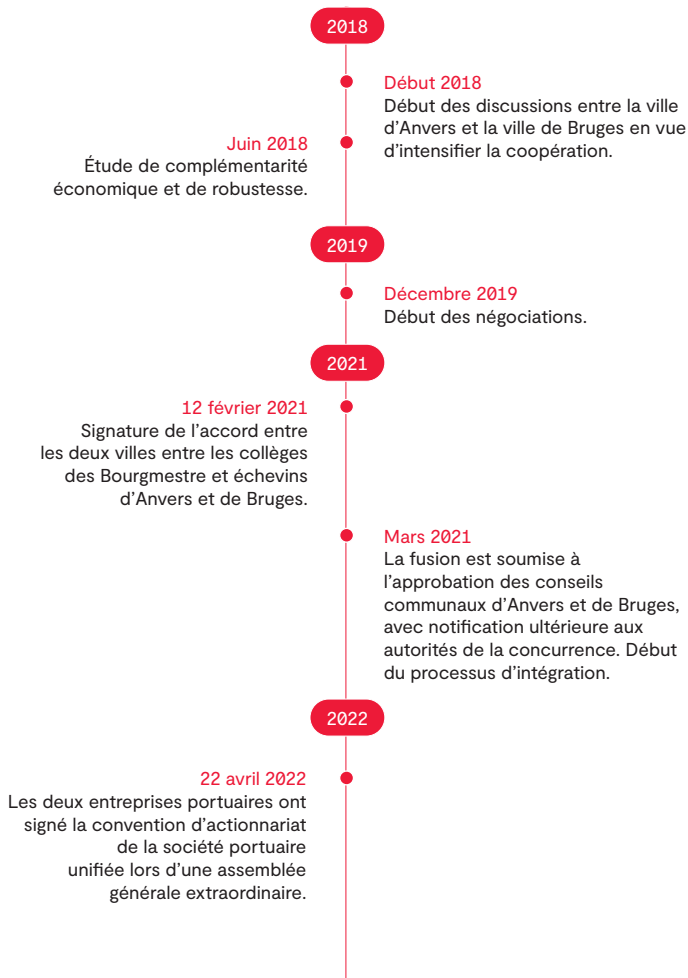 2018
Début 2018
Début des discussions entre la ville
d’Anvers et la ville de Bruges en vue
d’intensifier la coopération.
Juin 2018
Étude de complémentarité
économique et de robustesse.
2019
Décembre 2019
Début des négociations.
2021
12 février 2021
Signature de l’accord entre
les deux villes entre les collèges
des Bourgmestre et échevins
d’Anvers et de Bruges.
Mars 2021
La fusion est soumise à
l’approbation des conseils
communaux d’Anvers et de Bruges,
avec notification ultérieure aux
autorités de la concurrence. Début
du processus d’intégration.
2022
22 avril 2022
Les deux entreprises portuaires ont
signé la convention d’actionnariat
de la société portuaire
unifiée lors d’une assemblée
générale extraordinaire.